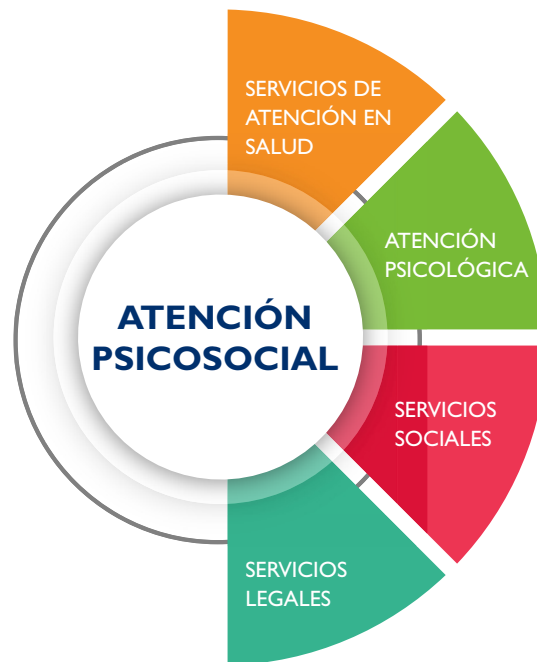 SERVICIOS DE
ATENCIÓN EN
SALUD
ATENCIÓN
PSICOLÓGICA
ATENCIÓN
PSICOSOCIAL
SERVICIOS
SOCIALES
SERVICIOS
LEGALES